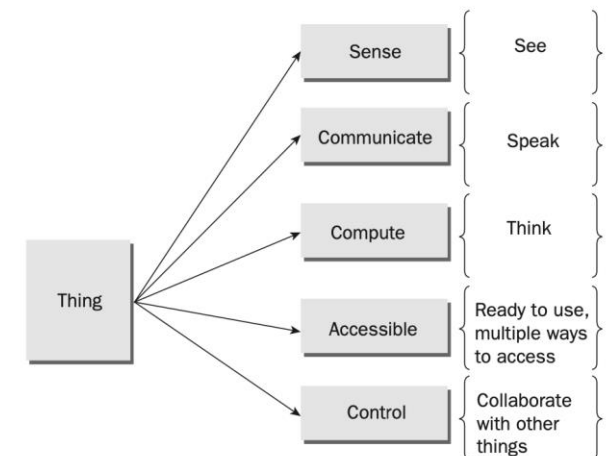 Sense
See
Communicate
Speak
Compute
Think
Thing
Accessible
Ready to use,
multiple ways
to access
Control
Collaborate
with other
things